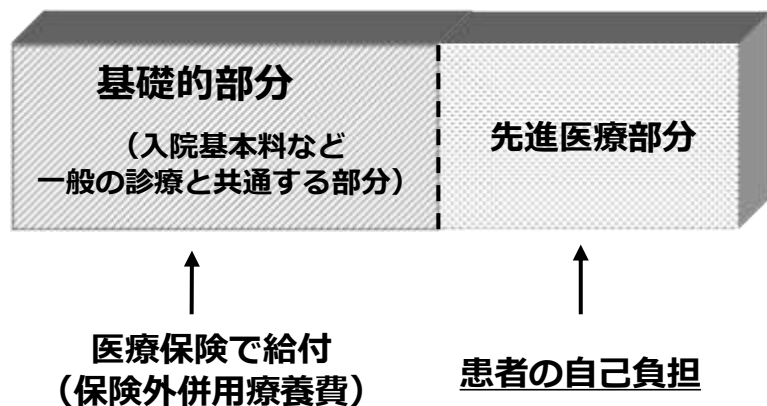 基礎的部分
（入院基本料など
一般の診療と共通する部分）
先進医療部分
医療保険で給付
（保険外併用療養費）
患者の自己負担